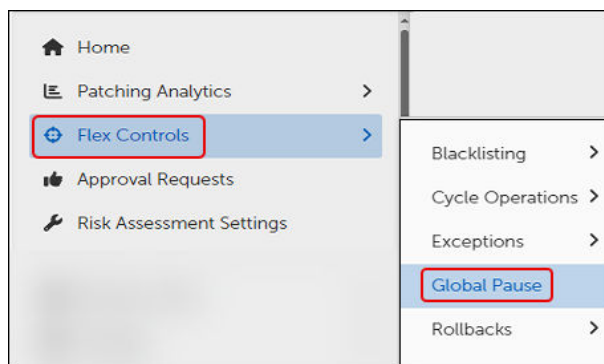 Home
Patching Analytics
Flex Controls
Approval Requests
Risk Assessment Settings
Blacklisting
Cycle Operations
Exceptions
Global Pause
Rollbacks